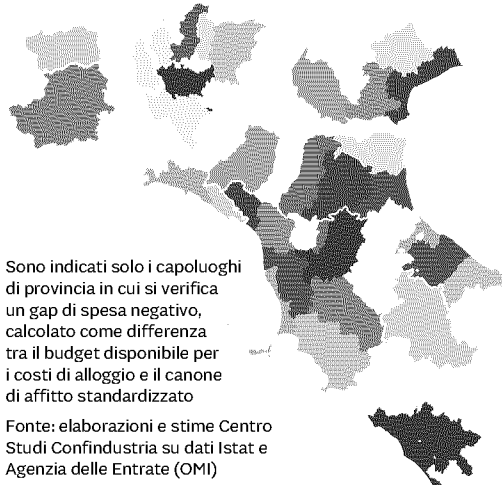 Sono indicati solo i capoluoghi
di provincia in cui si verifica
un gap di spesa negativo,
calcolato come differenza
tra il budget disponibile per
i costi di alloggio e il canone
di affitto standardizzato
Fonte: elaborazioni e stime Centro
Studi Confindustria su dati Istat e
Agenzia delle Entrate (OMI)